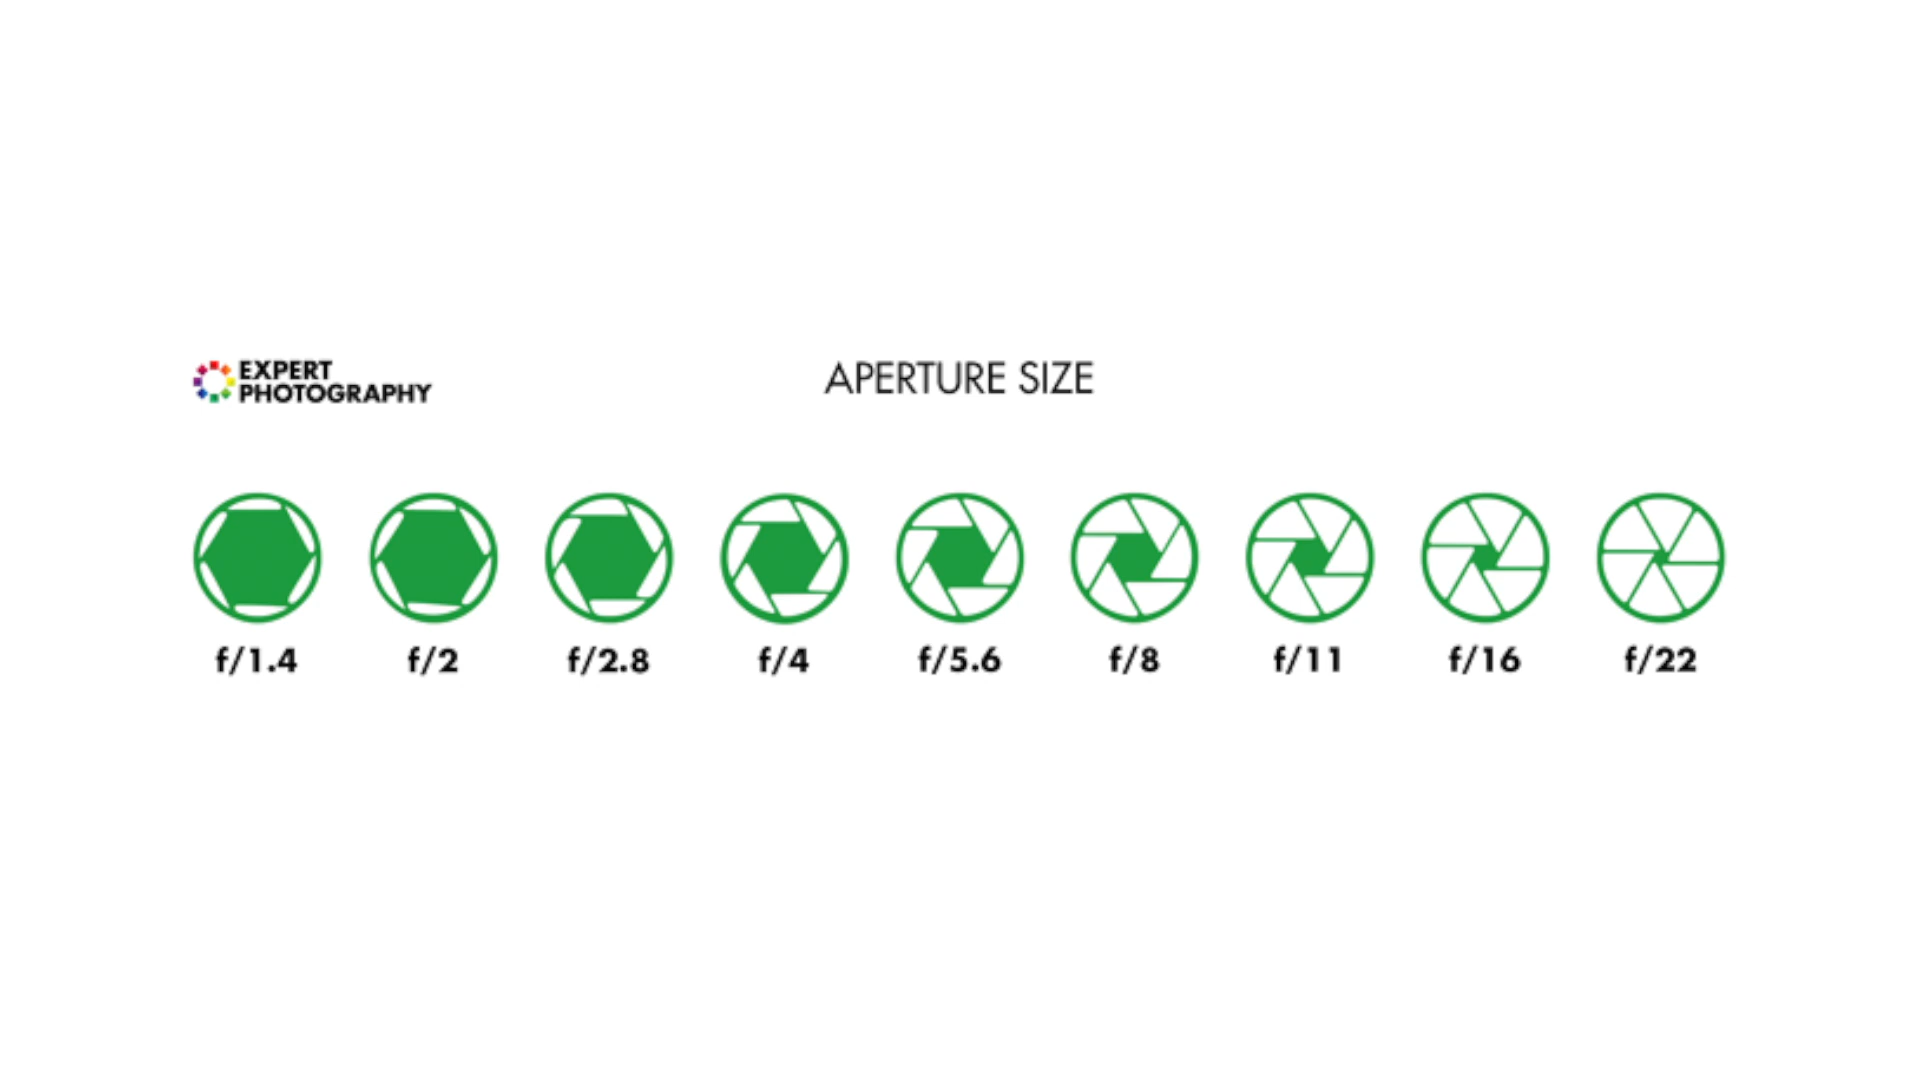 EXPERT
PHOTOGRAPHY
APERTURE SIZE
f/1.4
f/2
f/2.8
f/4
f/5.6
f/8
f/11
f/16
f/22